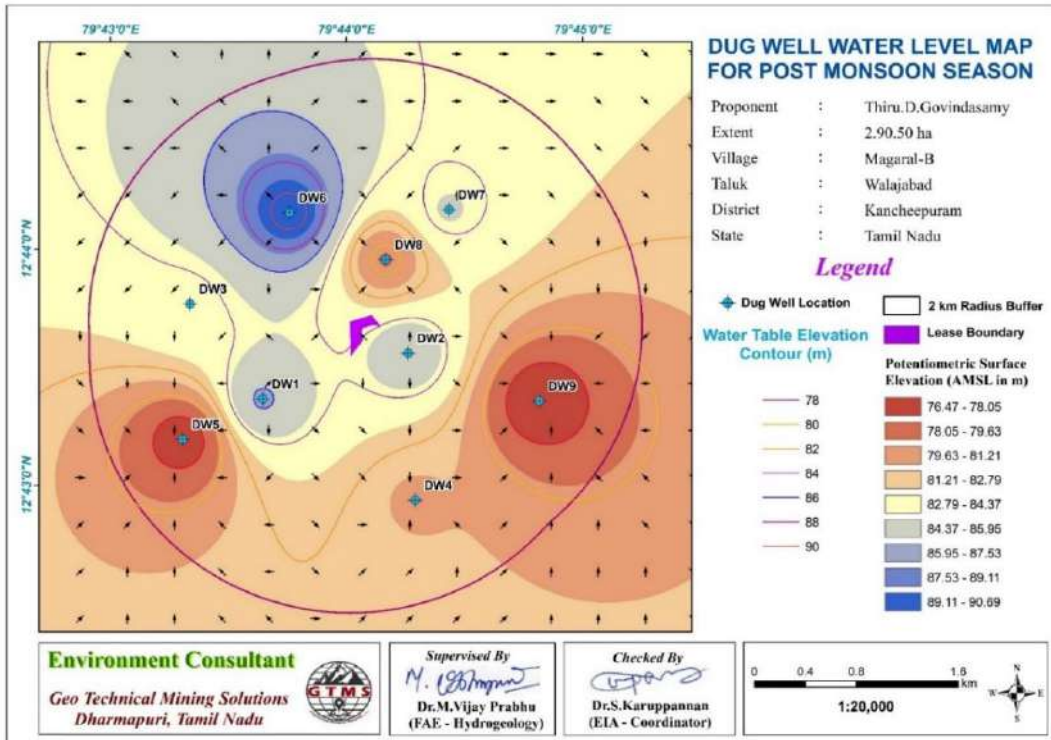 79°43'0"E 79°44'0"E 79°45'0"E
12°44'0"N
12°43'0"N
DW6
DW7
DW8
DW3
DW2
DW1
DW9
DW5
DW4
DUG WELL WATER LEVEL MAP
FOR POST MONSOON SEASON
Proponent : Thiru.D.Govindasamy
Extent : 2.90.50 ha
Village : Magaral-B
Taluk : Walajabad
District : Kancheepuram
State : Tamil Nadu
Legend
Dug Well Location
2 km Radius Buffer
Lease Boundary
Water Table Elevation
Contour (m)
78
80
82
84
86
88
90
Potentiometric Surface
Elevation (AMSL in m)
76.47 - 78.05
78.05 - 79.63
79.63 - 81.21
81.21 - 82.79
82.79 - 84.37
84.37 - 85.95
85.95 - 87.53
87.53 - 89.11
89.11 - 90.69
Environment Consultant
Geo Technical Mining Solutions
Dharmapuri, Tamil Nadu
GTMS
Supervised By
Dr.M.Vijay Prabhu
(FAE - Hydrogeology)
Checked By
Dr.S.Karuppannan
(EIA - Coordinator)
0 0.4 0.8 1.6
km
1:20,000
N
W E
S